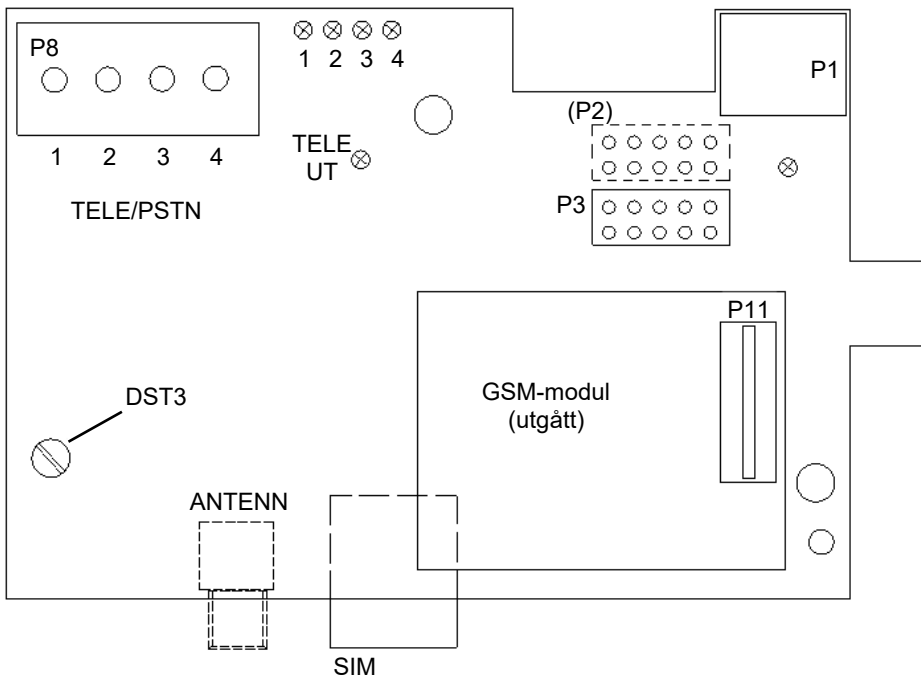 P8
1 2 3 4
P1
(P2)
TELE
UT
1 2 3 4
TELE/PSTN
P3
P11
GSM-modul
(utgått)
DST3
ANTENN
SIM